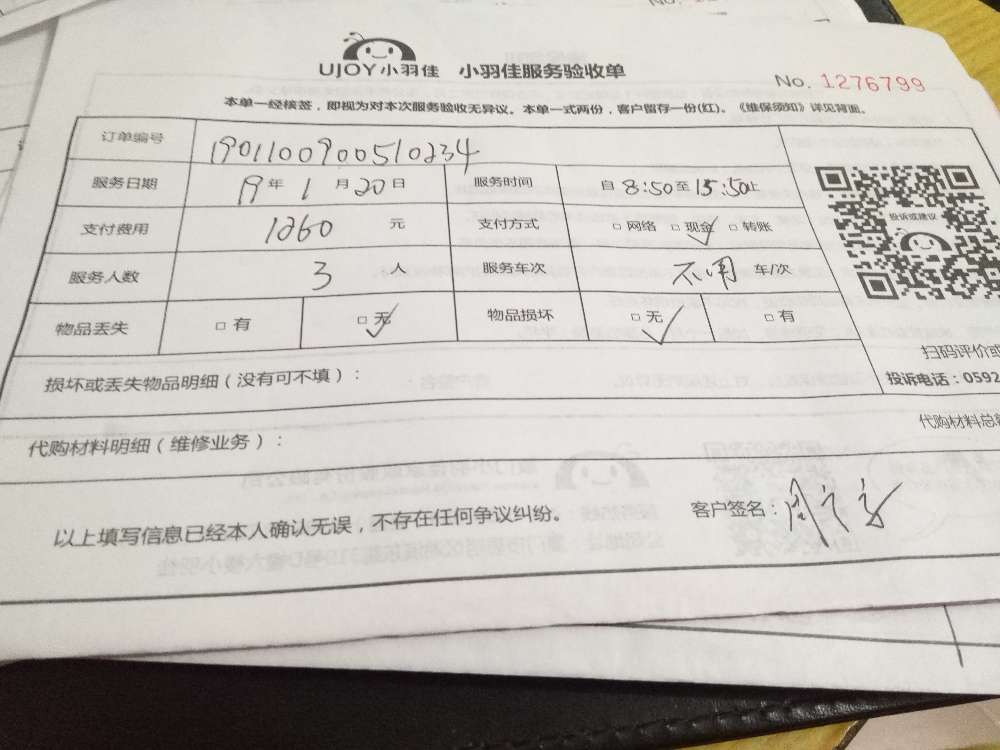 UJOY小羽佳 小羽佳服务验收单
No. 1276799
本单一经核签，即视为对本次服务验收无异议。本单一式两份，客户留存一份(红)。《维保须知》详见背面。
订单编号 1901100900510234
服务日期 19年1月20日 服务时间 自8:50至15:50止
支付费用 1260 元 支付方式 □网络 □现金 □转账
投诉或建议
服务人数 3 人 服务车次 不用 车/次
物品丢失 □有 □无 物品损坏 □无 □有
扫码评价或
损坏或丢失物品明细（没有可不填）：
投诉电话：0592
代购材料明细（维修业务）：
代购材料总
以上填写信息已经本人确认无误，不存在任何争议纠纷。
客户签名：